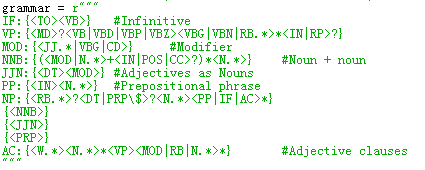 grammar = r"""
IF:{<TO><VB>}   #Infinitive
VP:{<MD>?<VB|VBD|VBP|VBZ><VBG|VBN|RB.*>*<IN|RP>?}
MOD:{<JJ.*|VBG|CD>}         #Modifier
NNB:{(<MOD|N.*>+<IN|POS|CC>?)*<N.*>}    #Noun + noun
JJN:{<DT><MOD>} #Adjectives as Nouns
PP:{<IN><N.*>}  #Prepositional phrase
NP:{<RB.*>?<DT|PRP\$>?<N.*><PP|IF|AC>*}
{<NNB>}
{<JJN>}
{<PRP>}
AC:{<W.*><N.*>*<VP><MOD|RB|N.*>*}       #Adjective clauses
"""